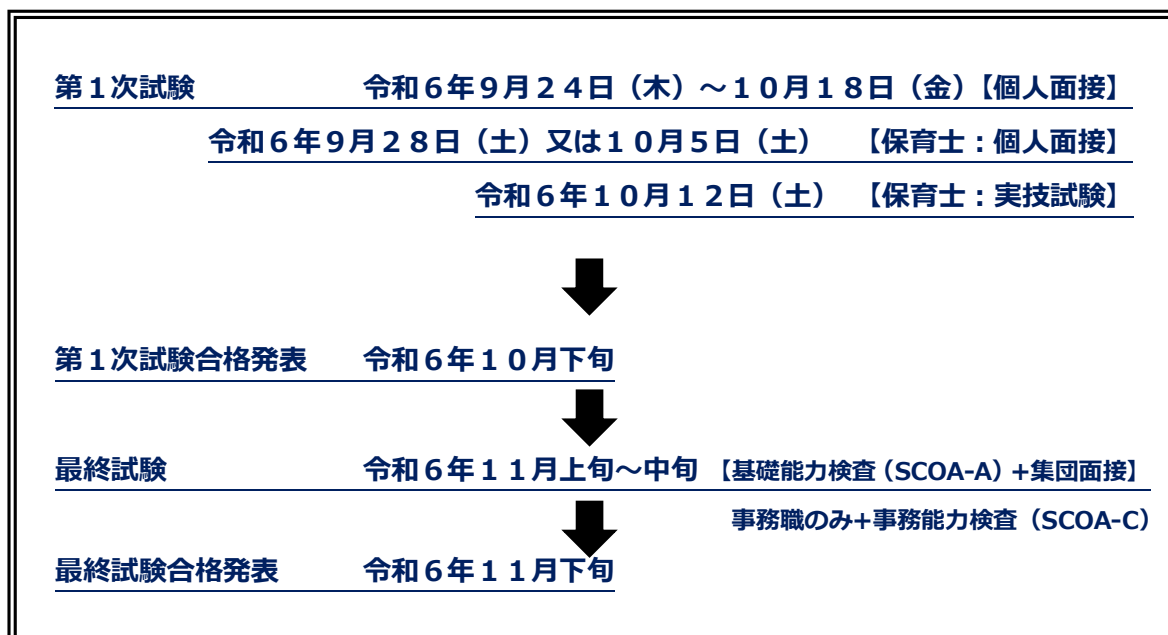 第１次試験　令和６年９月２４日（木）～１０月１８日（金）【個人面接】
令和６年９月２８日（土）又は１０月５日（土）　【保育士：個人面接】
令和６年１０月１２日（土）　【保育士：実技試験】
第１次試験合格発表　令和６年１０月下旬
最終試験　令和６年１１月上旬～中旬　【基礎能力検査（SCOA-A）+集団面接】
事務職のみ+事務能力検査（SCOA-C）
最終試験合格発表　令和６年１１月下旬